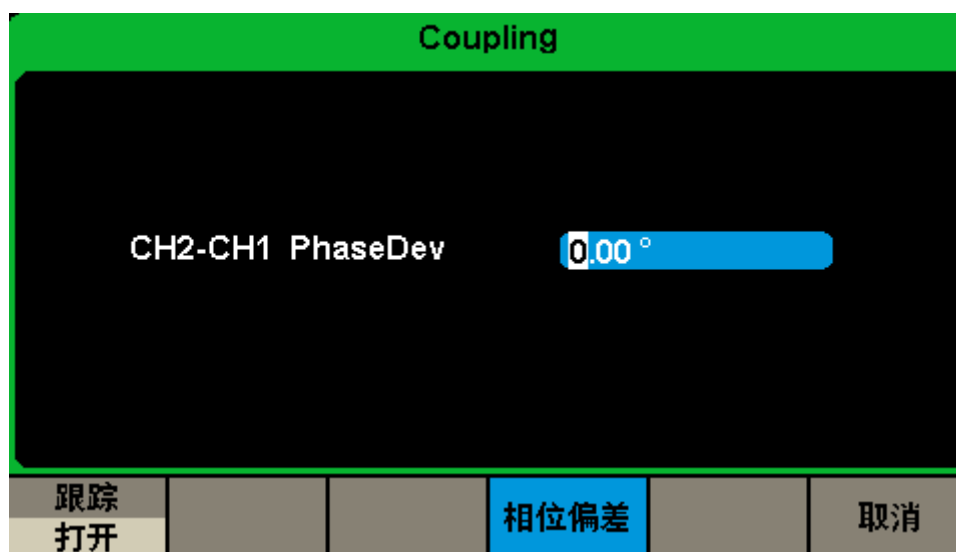 Coupling
CH2-CH1 PhaseDev 0.00 °
跟踪
打开
相位偏差
取消